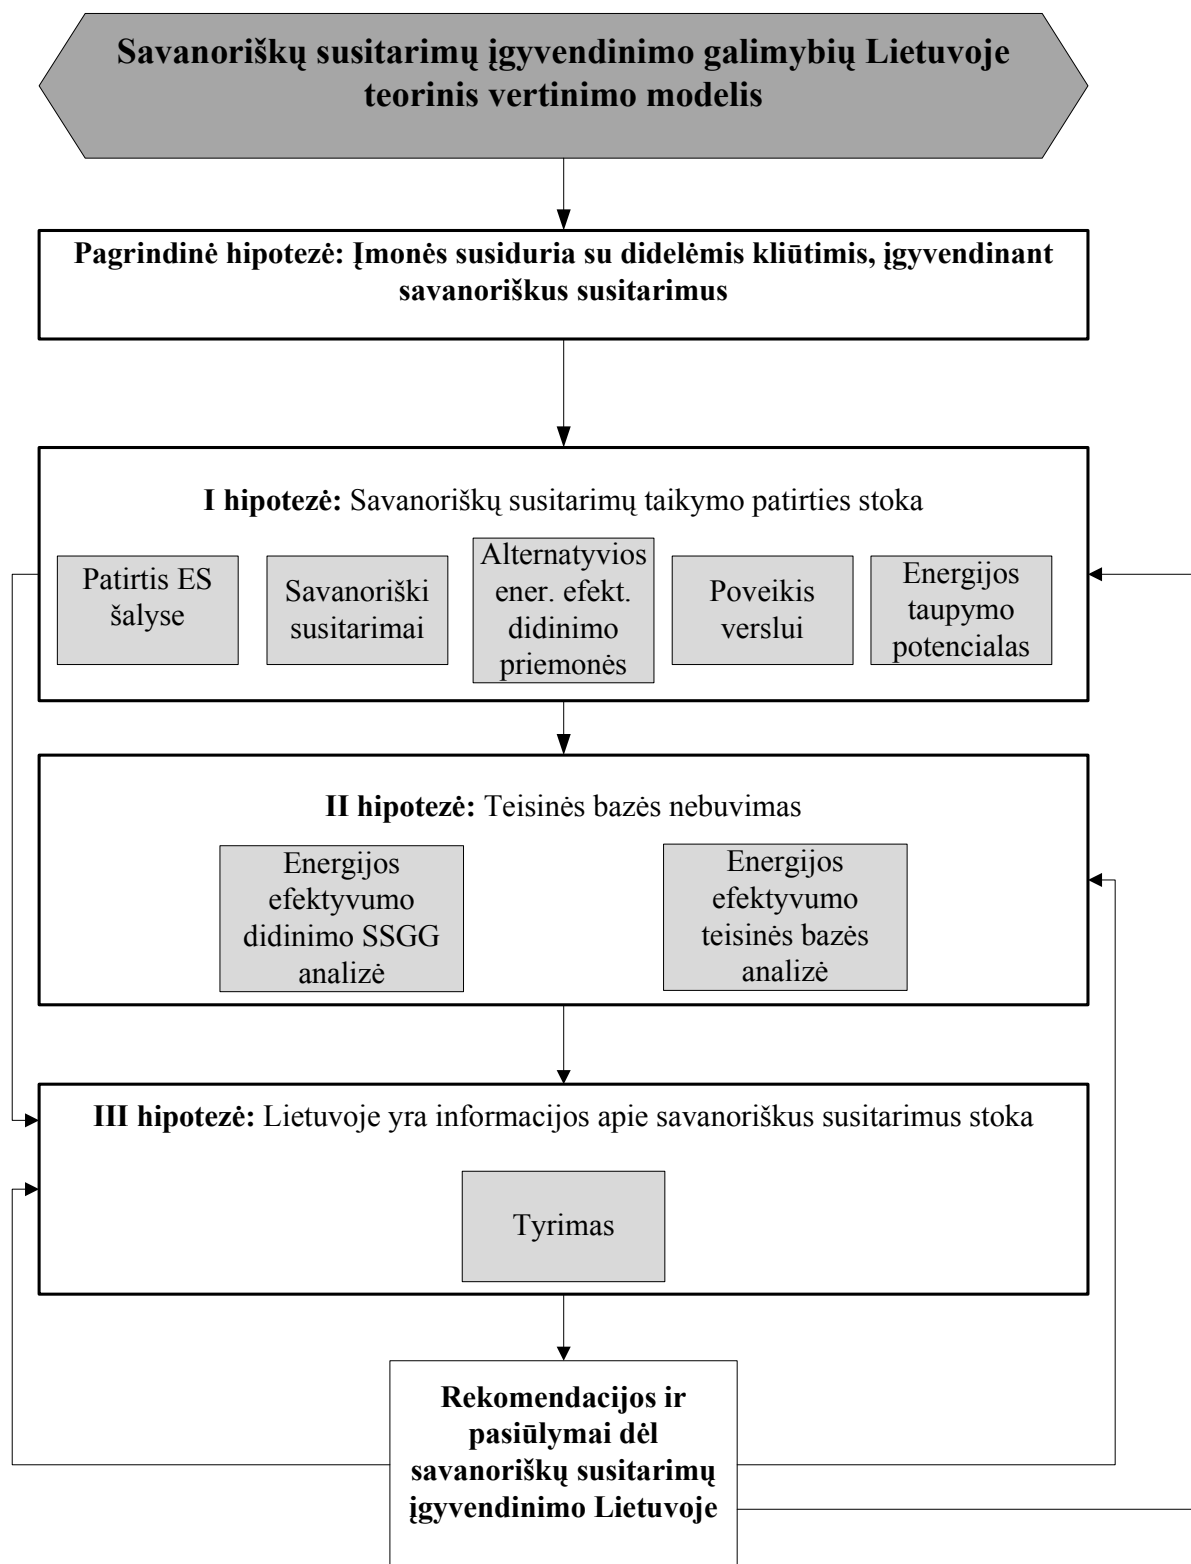 Savanoriškų susitarimų įgyvendinimo galimybių Lietuvoje
teorinis vertinimo modelis
Pagrindinė hipotezė: Įmonės susiduria su didelėmis kliūtimis, įgyvendinant
savanoriškus susitarimus
I hipotezė: Savanoriškų susitarimų taikymo patirties stoka
Patirtis ES
šalyse
Savanoriški
susitarimai
Alternatyvios
ener. efekt.
didinimo
priemonės
Poveikis
verslui
Energijos
taupymo
potencialas
II hipotezė: Teisinės bazės nebuvimas
Energijos
efektyvumo
didinimo SSGG
analizė
Energijos
efektyvumo
teisinės bazės
analizė
III hipotezė: Lietuvoje yra informacijos apie savanoriškus susitarimus stoka
Tyrimas
Rekomendacijos ir
pasiūlymai dėl
savanoriškų susitarimų
įgyvendinimo Lietuvoje